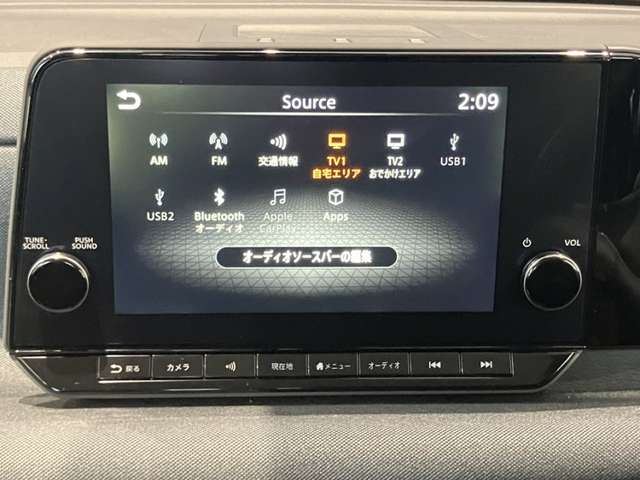 Source
2:09
AM
FM
交通情報
TV1
自宅エリア
TV2
おでかけエリア
USB1
USB2
Bluetooth
オーディオ
Apple
CarPlay
Apps
オーディオソースバーの編集
TUNE・
SCROLL
PUSH
SOUND
VOL
戻る
カメラ
現在地
メニュー
オーディオ